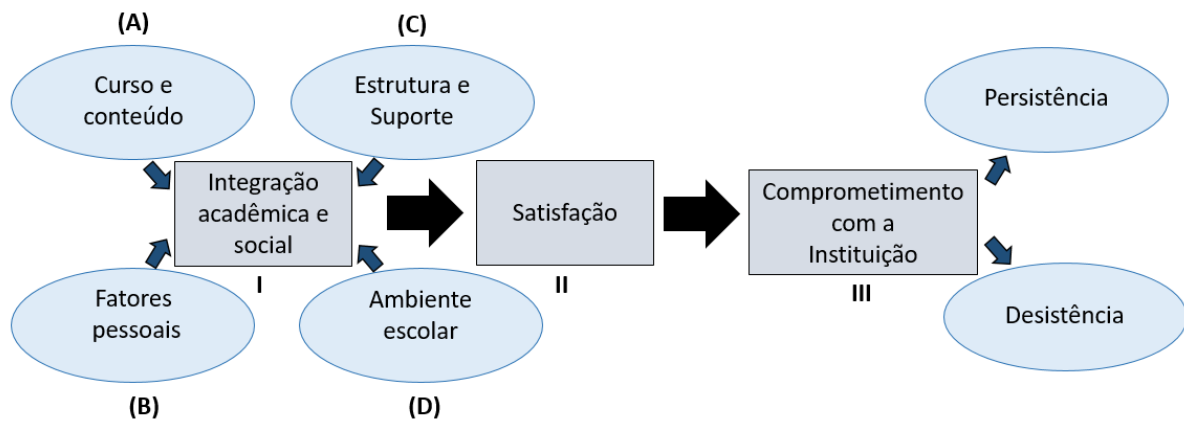 (A)
Curso e
conteúdo
(C)
Estrutura e
Suporte
Integração
acadêmica e
social
I
Fatores
pessoais
(B)
Ambiente
escolar
(D)
Satisfação
II
Comprometimento
com a
Instituição
III
Persistência
Desistência